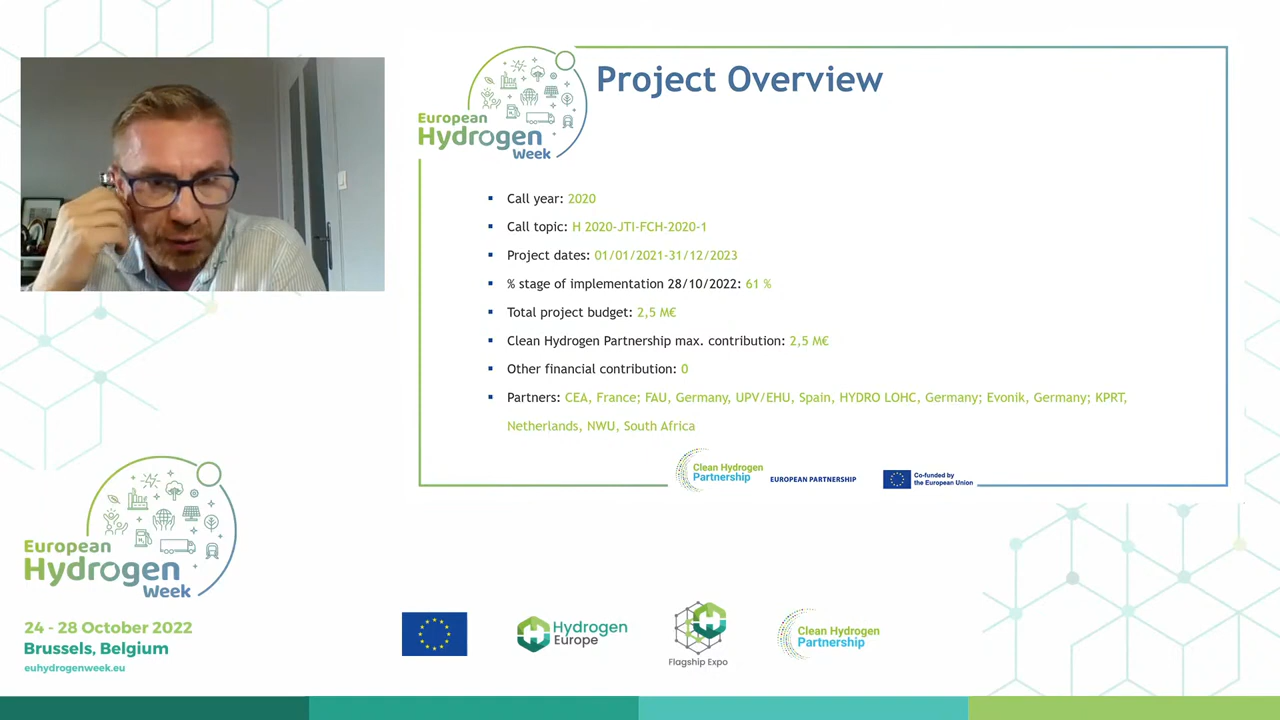 Project Overview
European
Hydrogen
Week
Call year: 2020
Call topic: H 2020-JTI-FCH-2020-1
Project dates: 01/01/2021-31/12/2023
% stage of implementation 28/10/2022: 61 %
Total project budget: 2,5 M€
Clean Hydrogen Partnership max. contribution: 2,5 M€
Other financial contribution: 0
Partners: CEA, France; FAU, Germany, UPV/EHU, Spain, HYDRO LOHC, Germany; Evonik, Germany; KPRT,
Netherlands, NWU, South Africa
Clean Hydrogen
Partnership
EUROPEAN PARTNERSHIP
Co-funded by
the European Union
European
Hydrogen
Week
24 - 28 October 2022
Brussels, Belgium
euhydrogenweek.eu
Hydrogen
Europe
Flagship Expo
Clean Hydrogen
Partnership